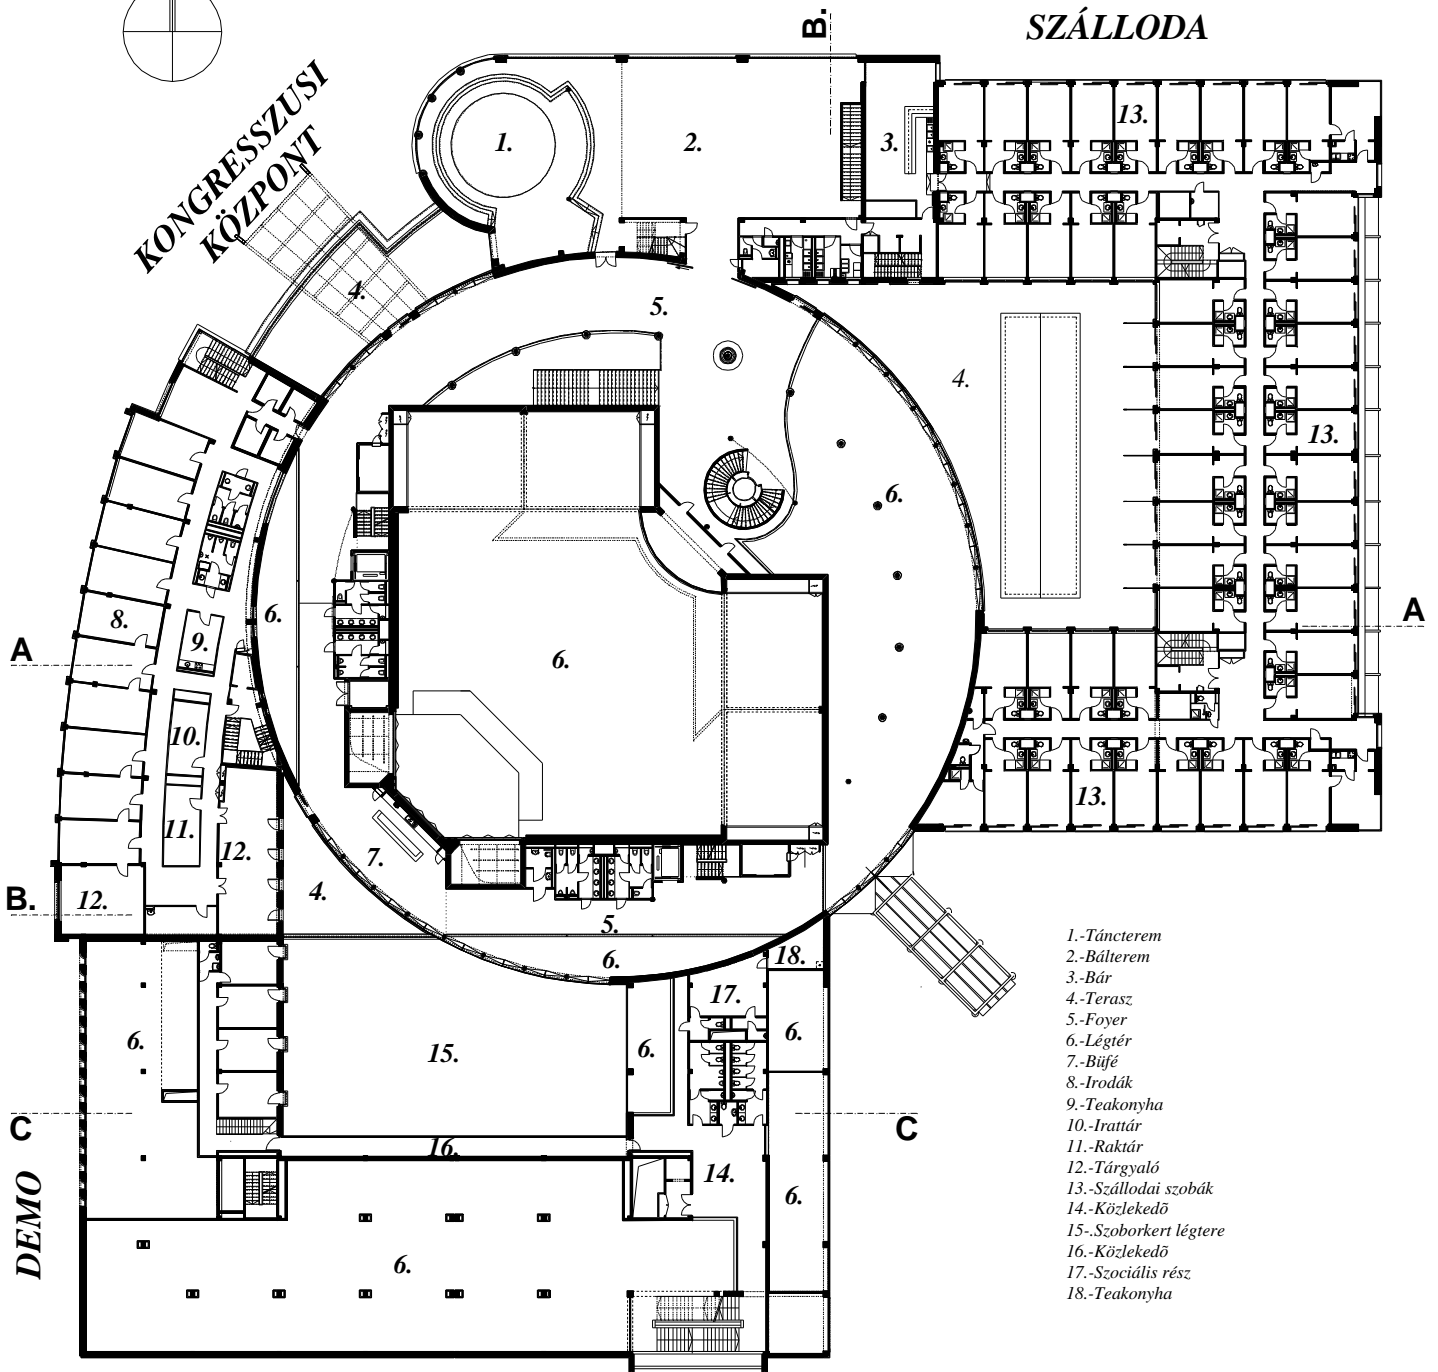 B.
SZÁLLODA
KONGRESSZUSI
KÖZPONT
1.
2.
3.
13.
4.
5.
4.
13.
6.
8.
6.
9.
6.
A
A
10.
11.
12.
7.
13.
12.
4.
B.
5.
6.
18.
17.
6.
15.
6.
6.
C
C
16.
14.
6.
DEMO
6.
1.-Táncterem
2.-Bálterem
3.-Bár
4.-Terasz
5.-Foyer
6.-Légtér
7.-Büfé
8.-Irodák
9.-Teakonyha
10.-Irattár
11.-Raktár
12.-Tárgyaló
13.-Szállodai szobák
14.-Közlekedõ
15-.Szoborkert légtere
16.-Közlekedõ
17.-Szociális rész
18.-Teakonyha